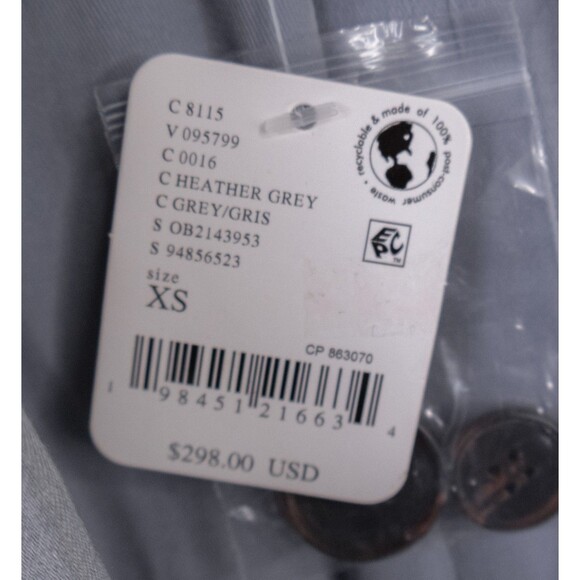 C 8115
V 095799
C 0016
C HEATHER GREY
C GREY/GRIS
S OB2143953
S 94856523
size
XS
recyclable & made of 100% post-consumer waste •
EPC™
CP 863070
1 98451 21663 4
$298.00 USD